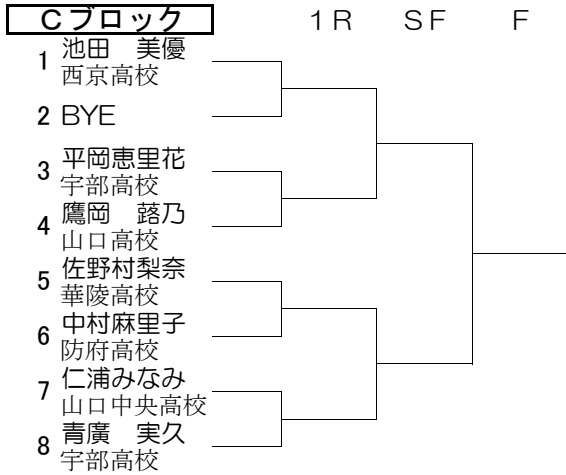 Cブロック 1R SF F
1 池田 美優
西京高校
2 BYE
3 平岡恵里花
宇部高校
4 鷹岡 蕗乃
山口高校
5 佐野村梨奈
華陵高校
6 中村麻里子
防府高校
7 仁浦みなみ
山口中央高校
8 青廣 実久
宇部高校